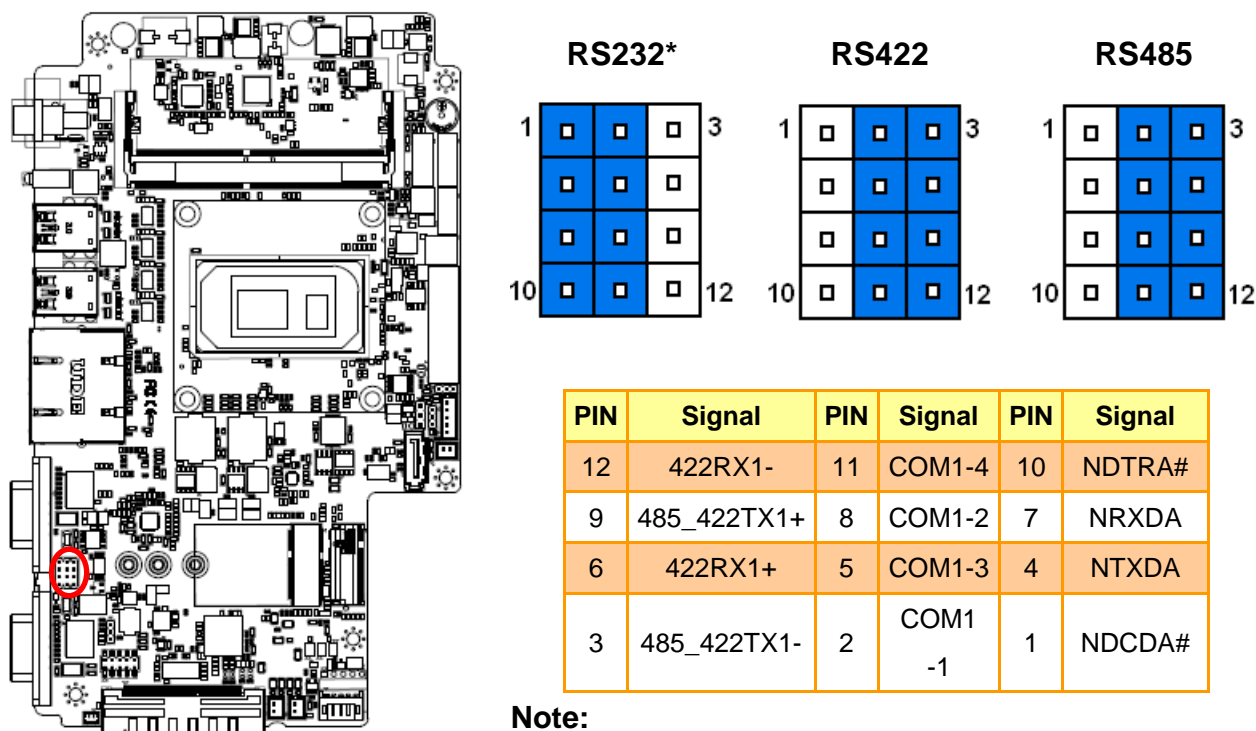 RS232* RS422 RS485
1 3 1 3 1 3
10 12 10 12 10 12
PIN Signal PIN Signal PIN Signal
12 422RX1- 11 COM1-4 10 NDTRA#
9 485_422TX1+ 8 COM1-2 7 NRXDA
6 422RX1+ 5 COM1-3 4 NTXDA
3 485_422TX1- 2 COM1
-1 1 NDCDA#
Note: